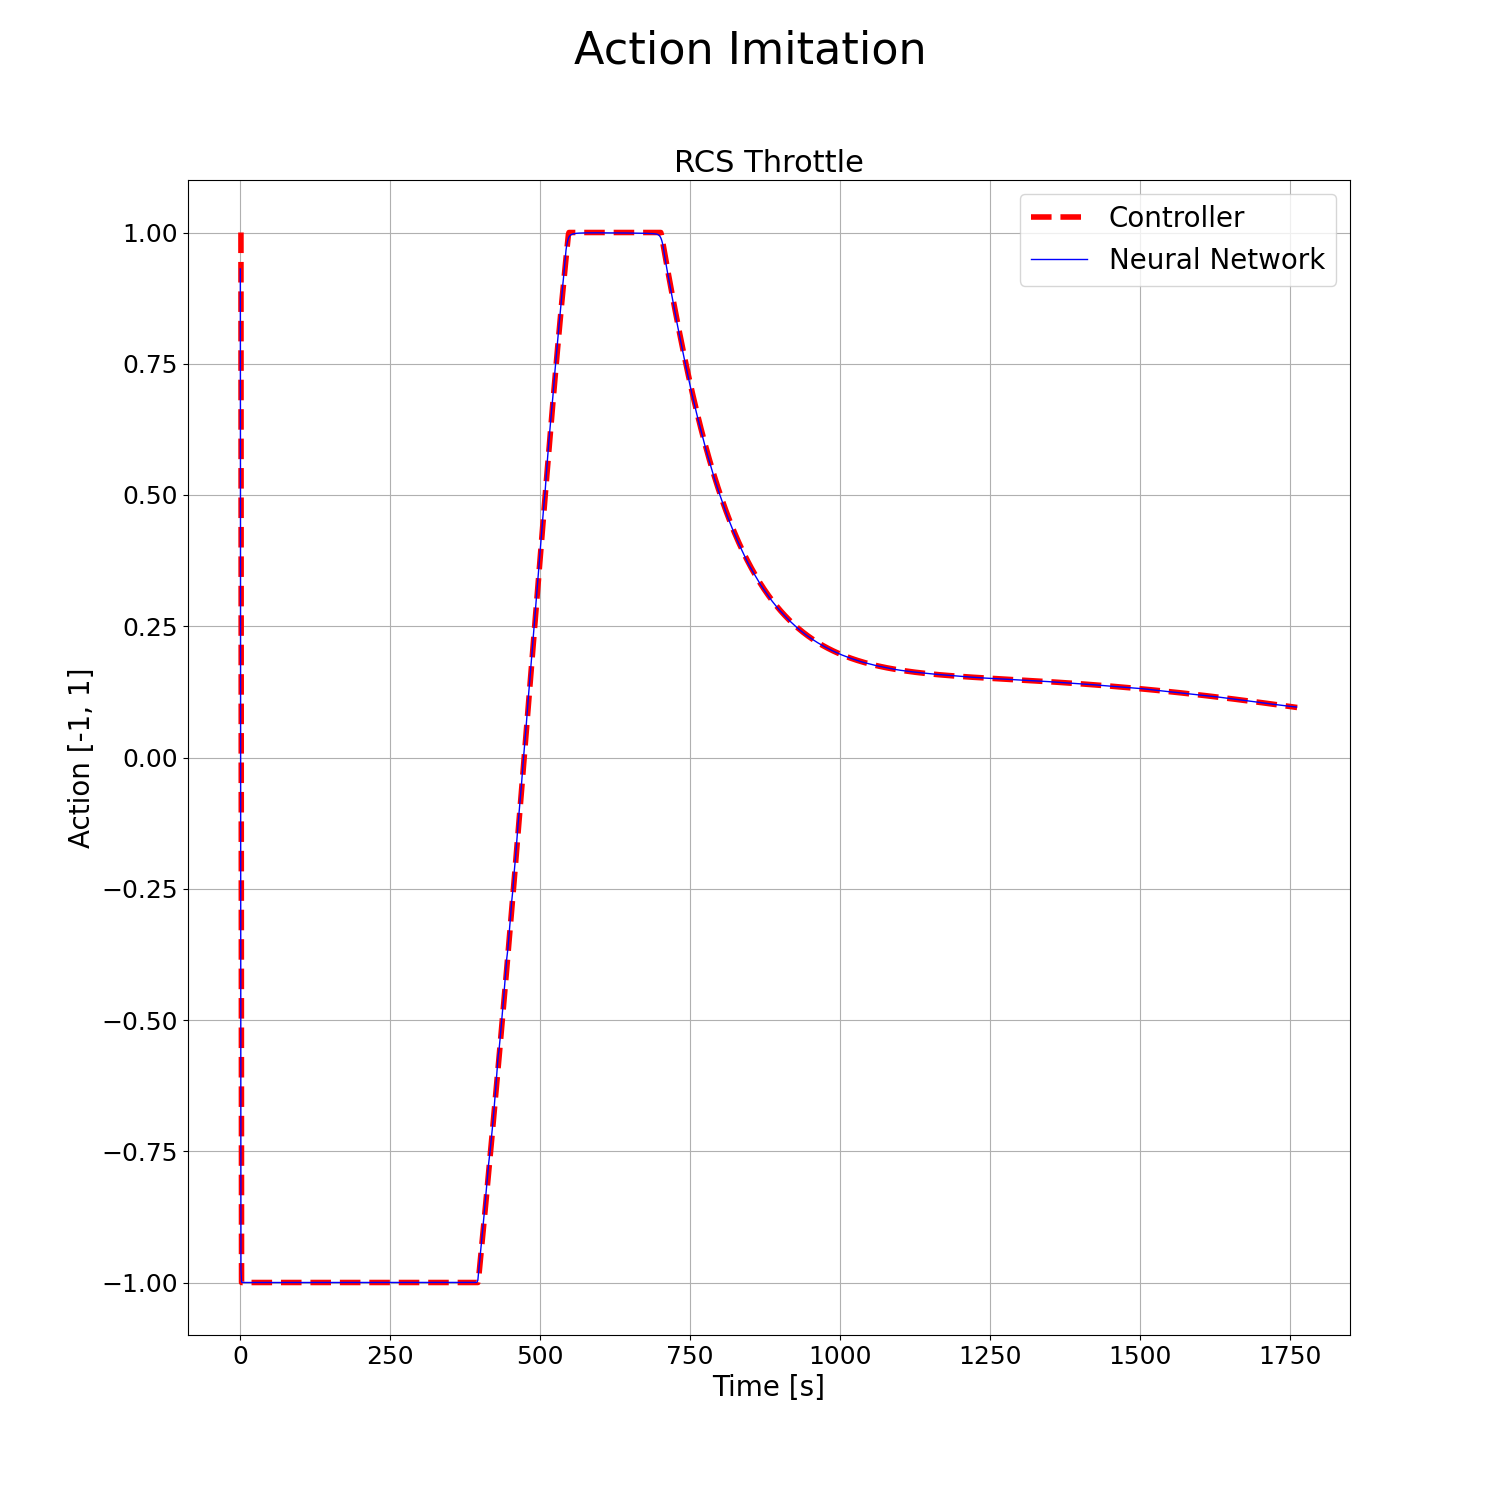 Action Imitation
RCS Throttle
Controller
Neural Network
1.00
0.75
0.50
0.25
0.00
−0.25
−0.50
−0.75
−1.00
Action [-1, 1]
0 250 500 750 1000 1250 1500 1750
Time [s]